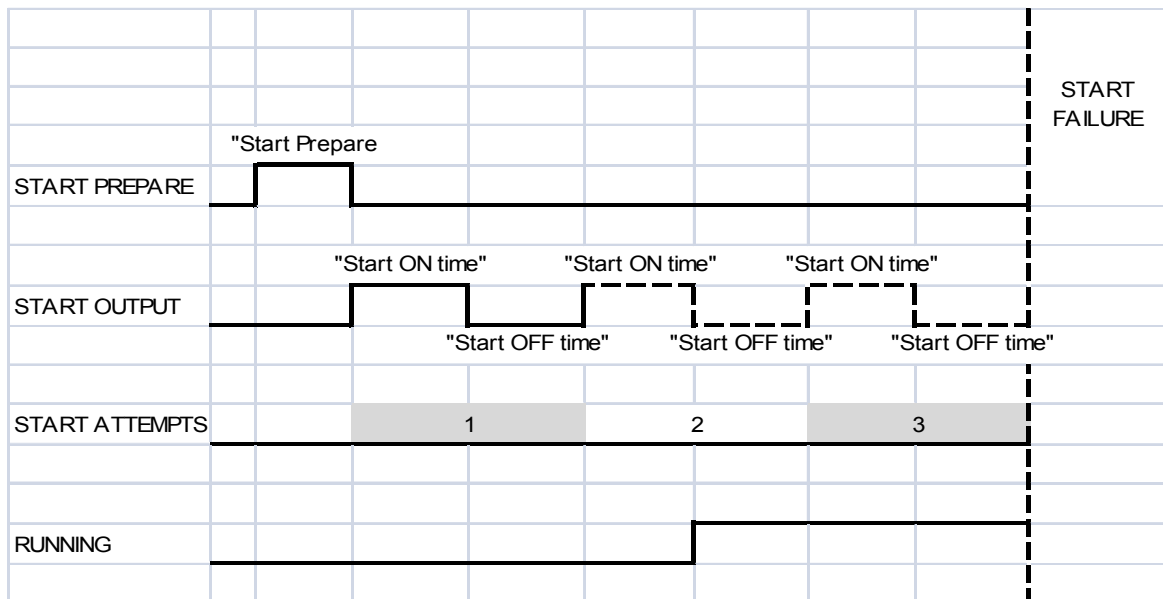 START
FAILURE
"Start Prepare
START PREPARE
"Start ON time" "Start ON time" "Start ON time"
START OUTPUT
"Start OFF time" "Start OFF time" "Start OFF time"
START ATTEMPTS 1 2 3
RUNNING